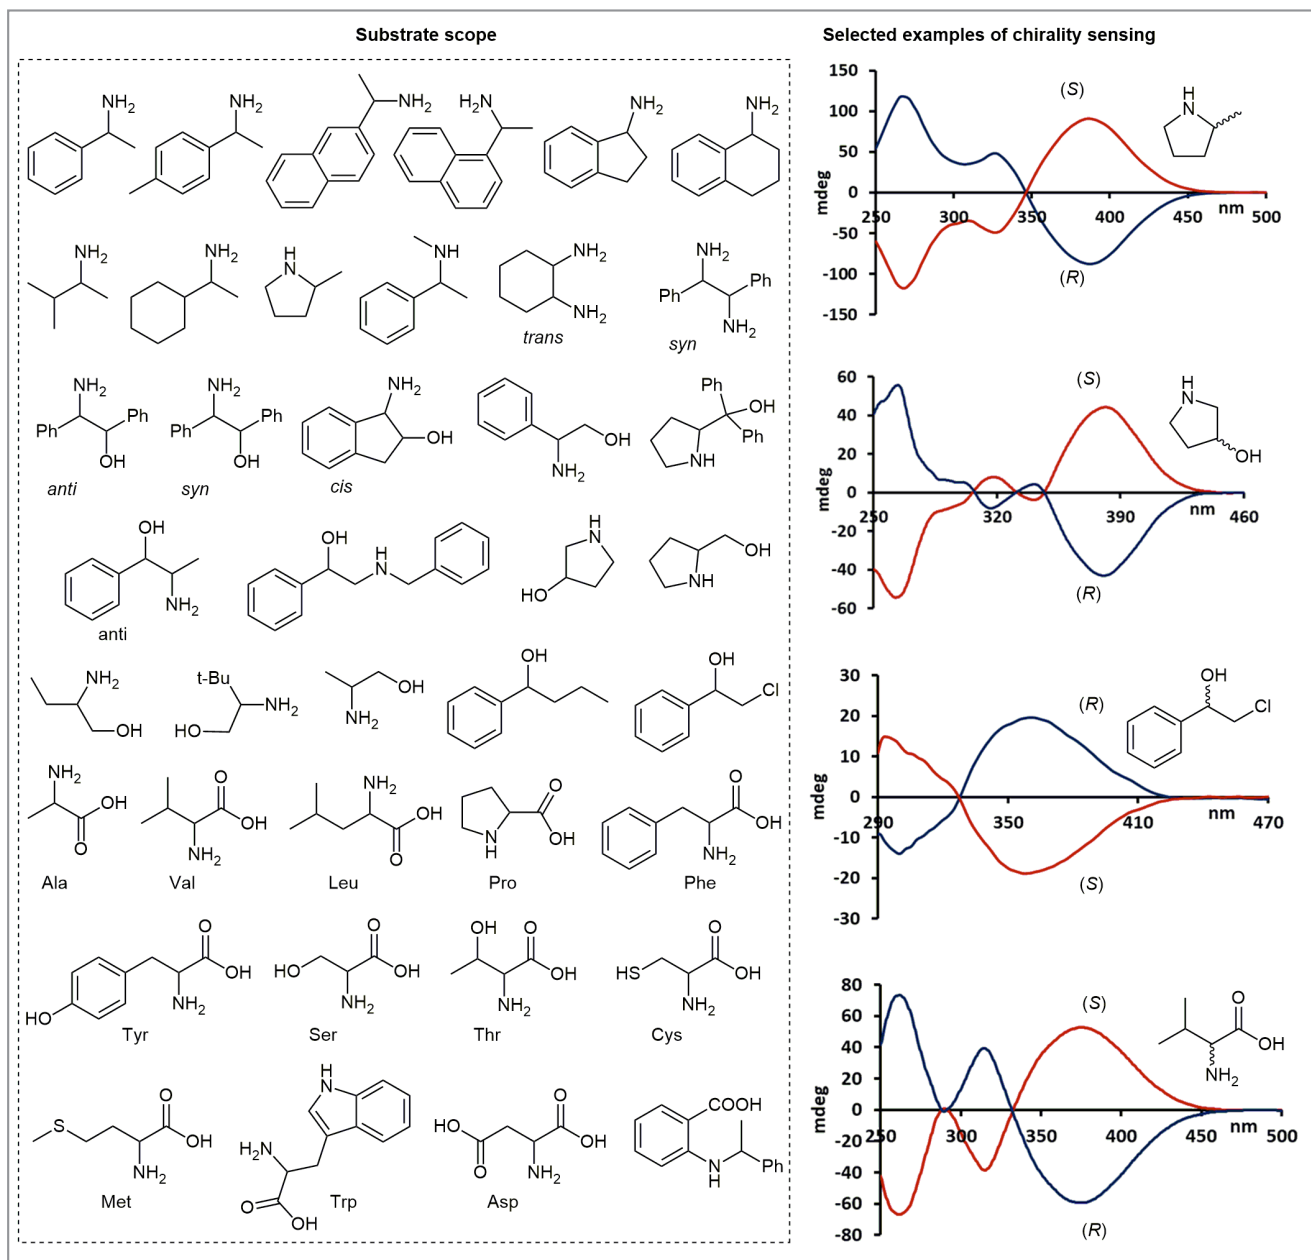 Substrate scope
NH2 NH2 NH2 H2N NH2 NH2
NH2 NH2 H N NH NH2 NH2 NH2
Ph Ph NH2
trans syn
NH2 NH2 NH2 Ph
Ph Ph Ph Ph OH OH NH2 OH Ph
OH OH NH H N
anti syn cis
OH OH H N H N OH
NH2 HO NH
anti
NH2 OH t-Bu NH2 HO OH NH2 OH OH Cl
NH2 OH O O OH NH2 NH2 OH O O OH N H O OH NH2
Ala Val Leu Pro Phe
HO O OH NH2 HO O OH NH2 OH O OH NH2 HS O OH NH2
Tyr Ser Thr Cys
S O OH NH2 H N H2N O OH HO O O OH NH2 COOH N H Ph
Met Trp Asp
Selected examples of chirality sensing
150
100
50
0
-50
-100
-150
mdeg
250 300 350 400 450 nm 500
(S)
(R)
H N
60
40
20
0
-20
-40
-60
mdeg
250 320 390 nm 460
(S)
(R)
H N
OH
30
20
10
0
-10
-20
-30
mdeg
290 350 410 nm 470
(R)
(S)
OH
Cl
80
60
40
20
0
-20
-40
-60
-80
mdeg
250 300 350 400 450 nm 500
(S)
(R)
O
OH
NH2